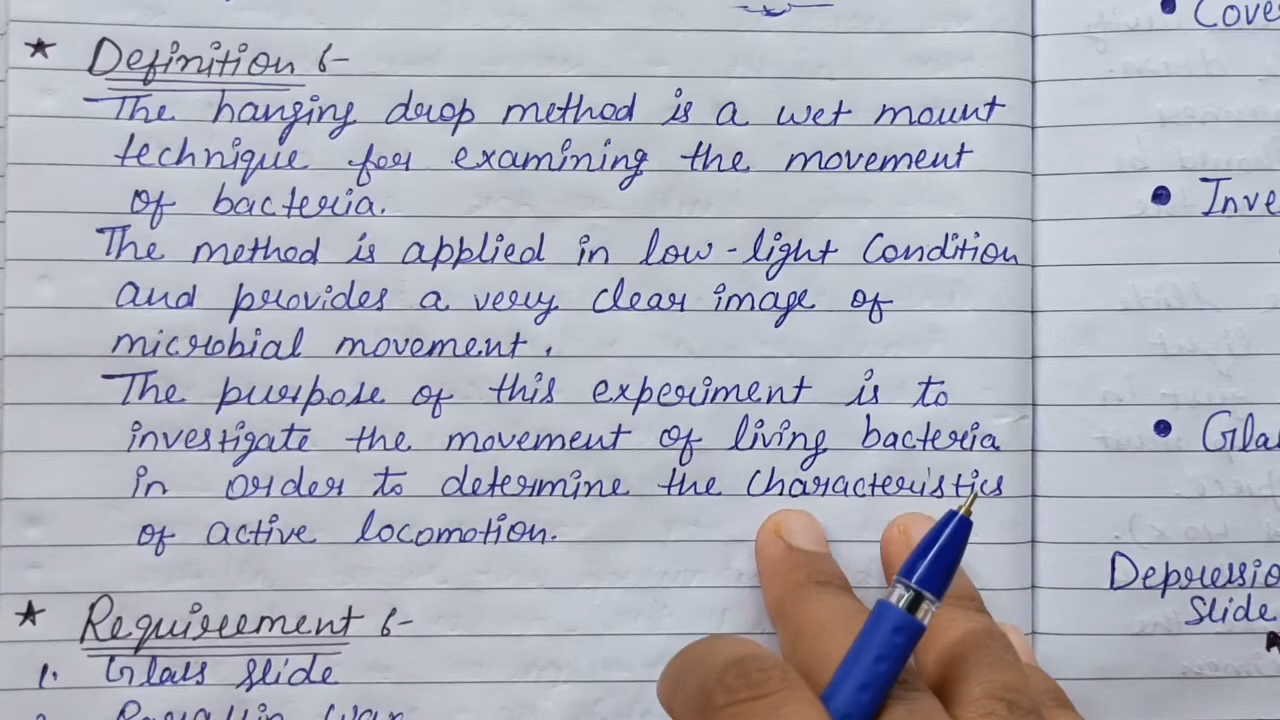 ★ Definition :-
The hanging drop method is a wet mount
technique for examining the movement
of bacteria.
The method is applied in low-light Condition
and provides a very clear image of
microbial movement.
The purpose of this experiment is to
investigate the movement of living bacteria
in order to determine the characteristics
of active locomotion.
★ Requirement :-
1. Glass slide
• Cove
• Inve
• Gla
Depressio
Slide